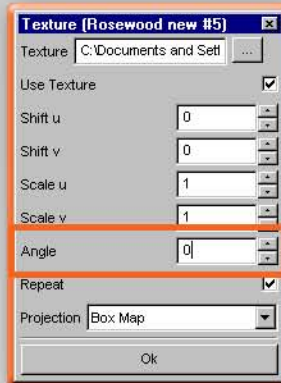 Texture (Rosewood new #5)
Texture C:\Documents and Sett ...
Use Texture
Shift u 0
Shift v 0
Scale u 1
Scale v 1
Angle 0
Repeat
Projection Box Map
Ok